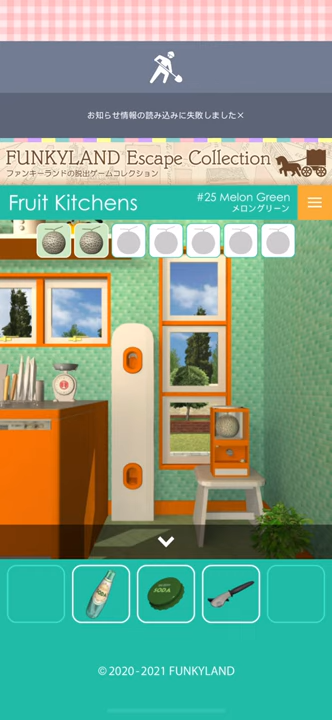 お知らせ情報の読み込みに失敗しました×
FUNKYLAND Escape Collection
ファンキーランドの脱出ゲームコレクション
Fruit Kitchens
#25 Melon Green
メロングリーン
SODA
© 2020-2021 FUNKYLAND